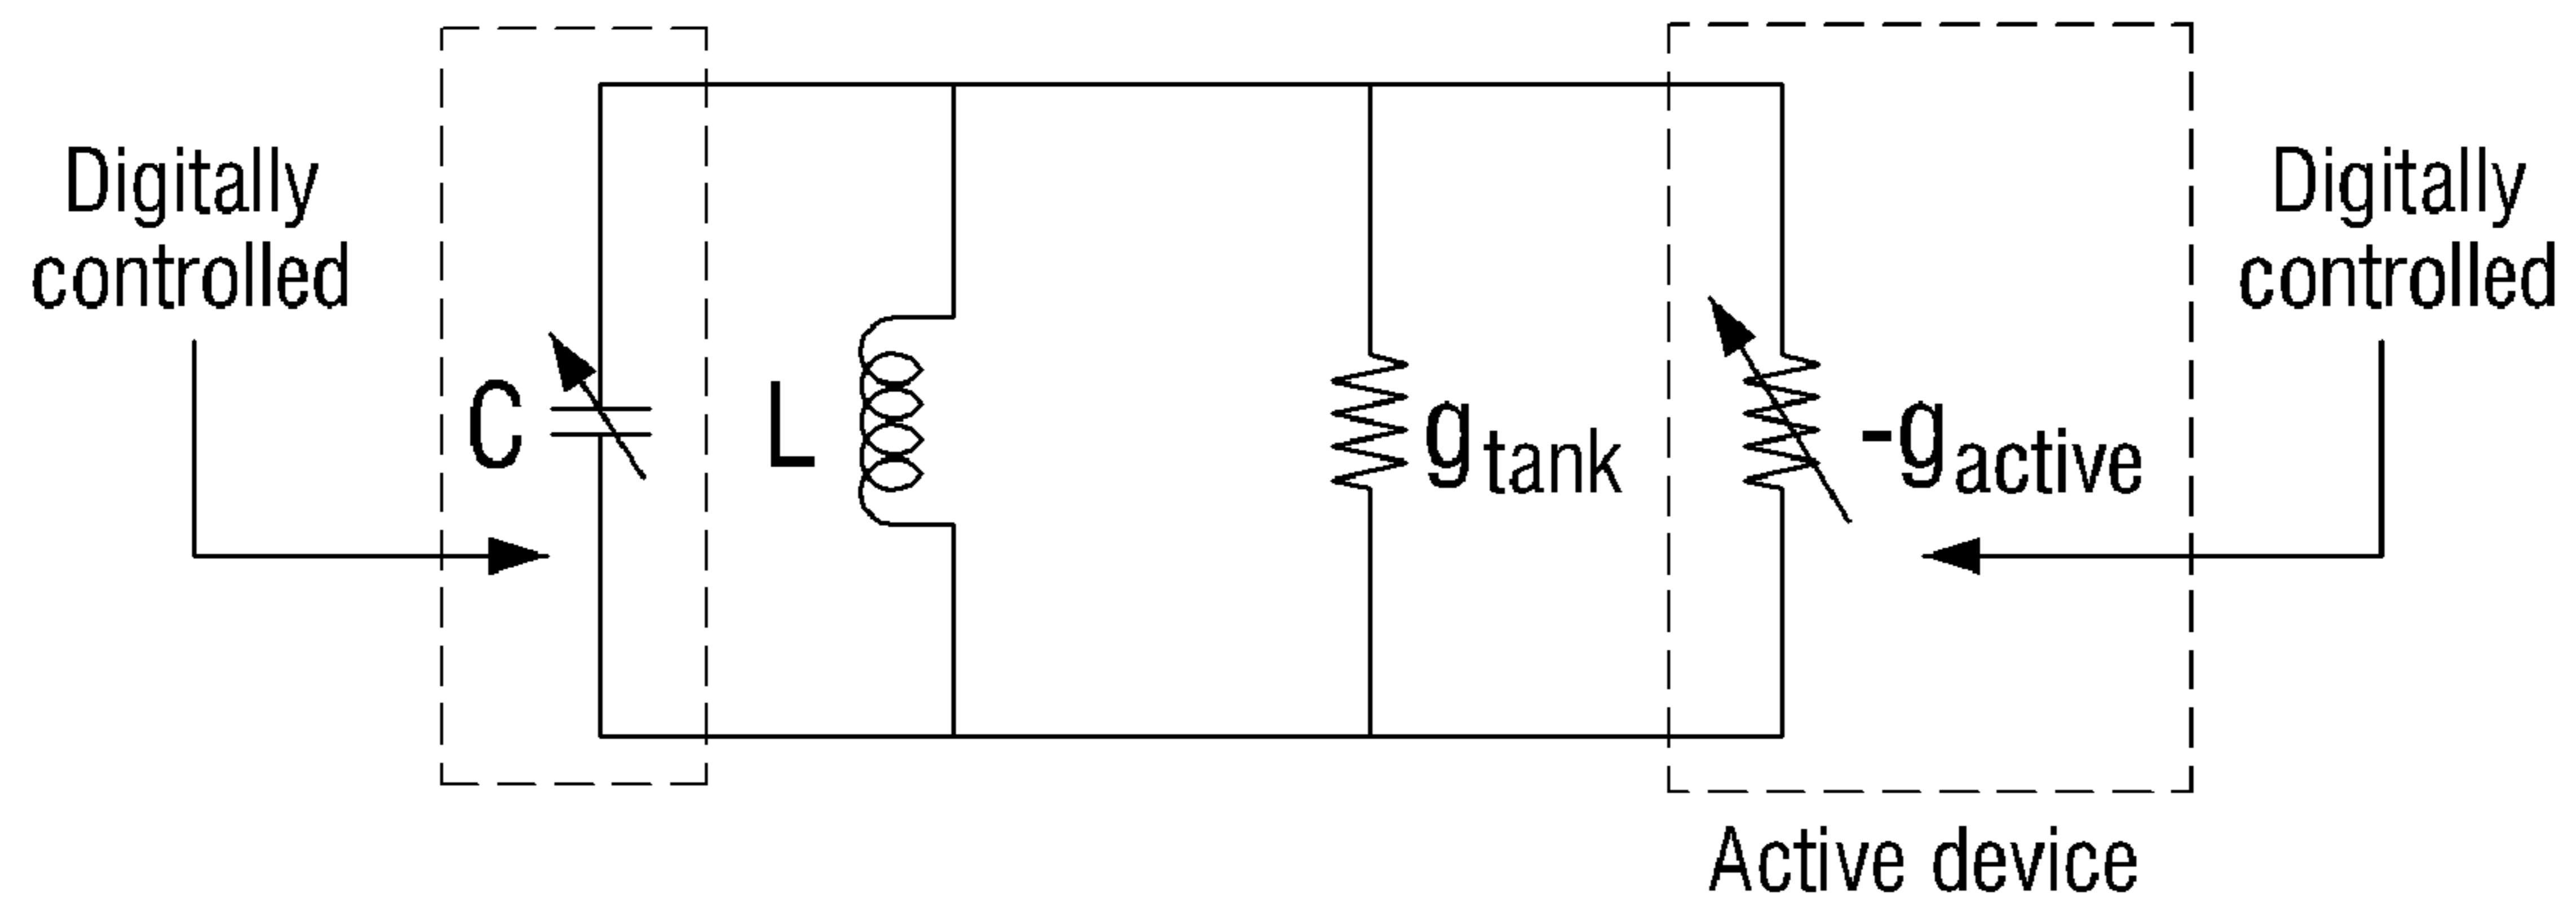 Digitally
controlled
C
L
gtank
-gactive
Digitally
controlled
Active device